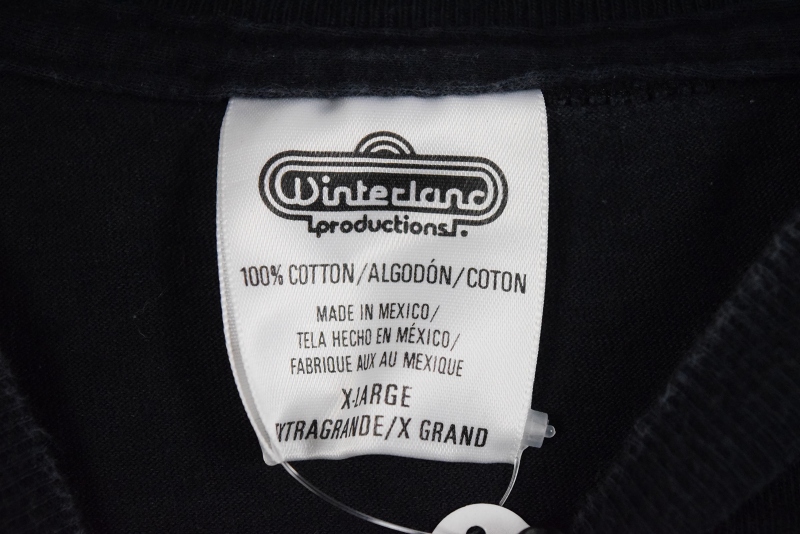 Winterland
productions.
100% COTTON/ALGODÓN/COTON
MADE IN MEXICO/
TELA HECHO EN MÉXICO/
FABRIQUE AUX AU MEXIQUE
X-LARGE
EXTRAGRANDE/X GRAND